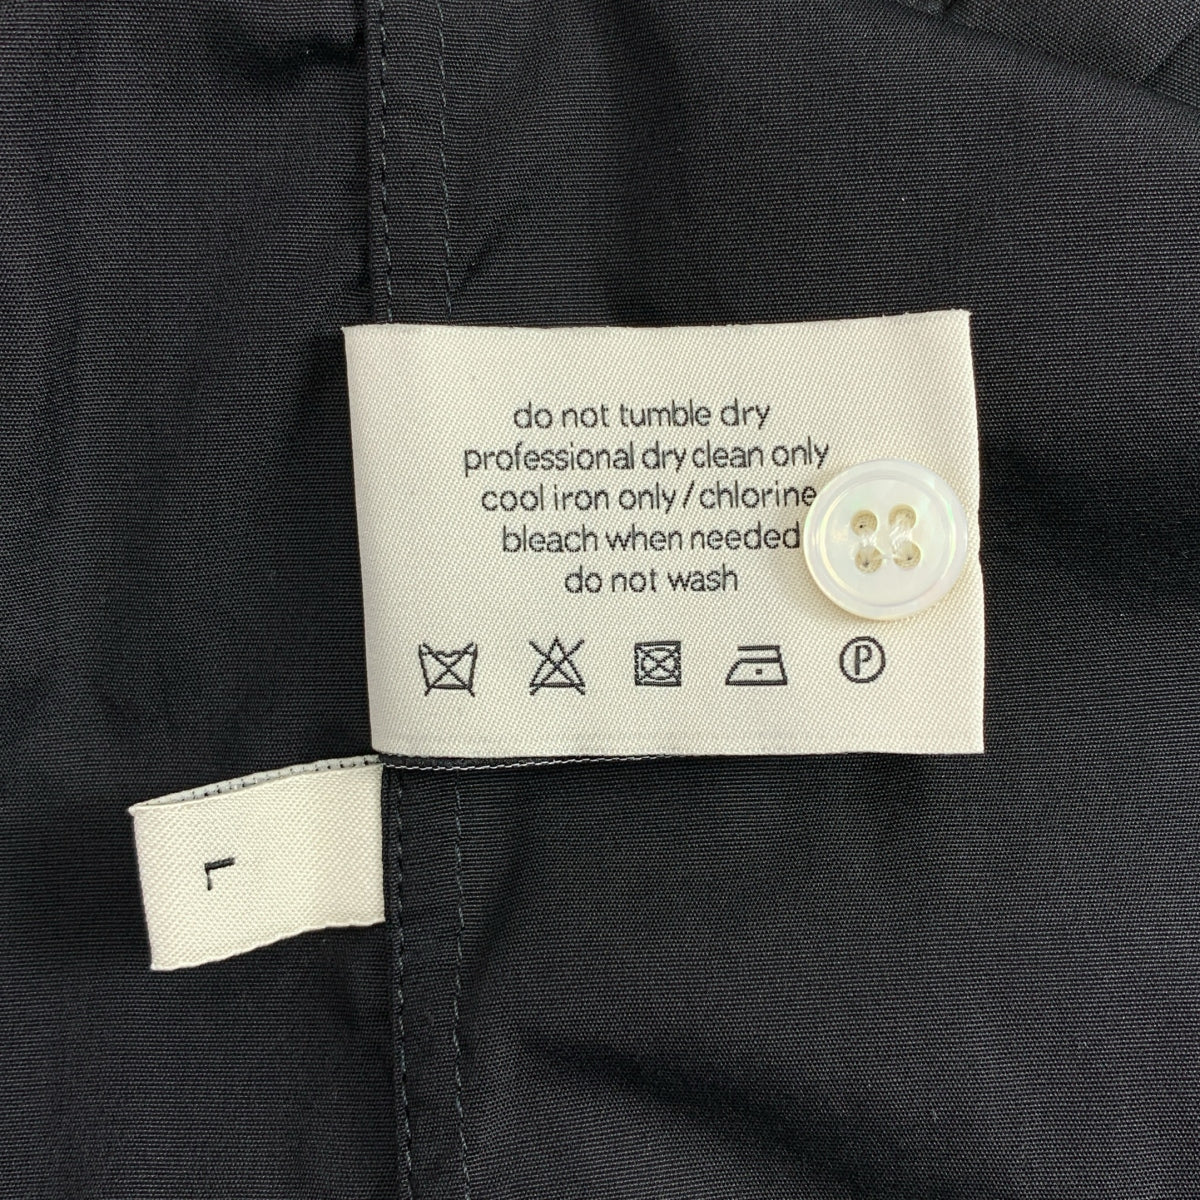 do not tumble dry
professional dry clean only
cool iron only / chlorine
bleach when needed
do not wash
P
L